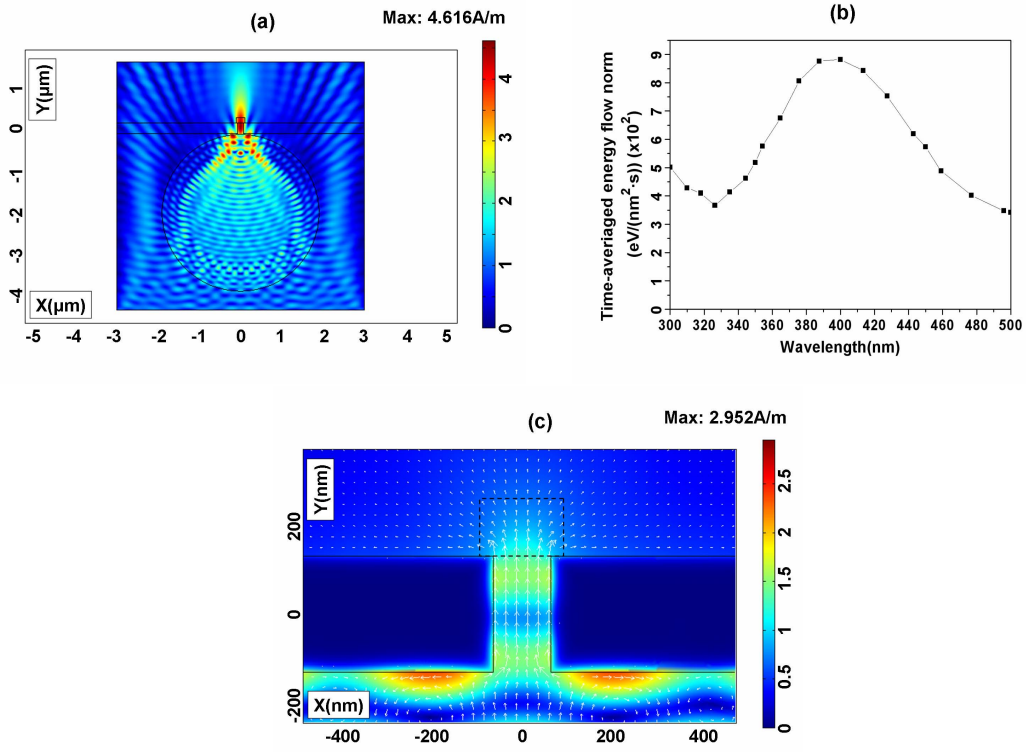 (a)
Max: 4.616A/m
Y(µm)
1
0
-1
-2
-3
-4
X(µm)
-5 -4 -3 -2 -1 0 1 2 3 4 5
4
3
2
1
0
(b)
Time-averiaged energy flow norm
(eV/(nm²·s)) (x10²)
9
8
7
6
5
4
3
2
1
0
300 320 340 360 380 400 420 440 460 480 500
Wavelength(nm)
(c)
Max: 2.952A/m
Y(nm)
200
0
-200
X(nm)
-400 -200 0 200 400
2.5
2
1.5
1
0.5
0